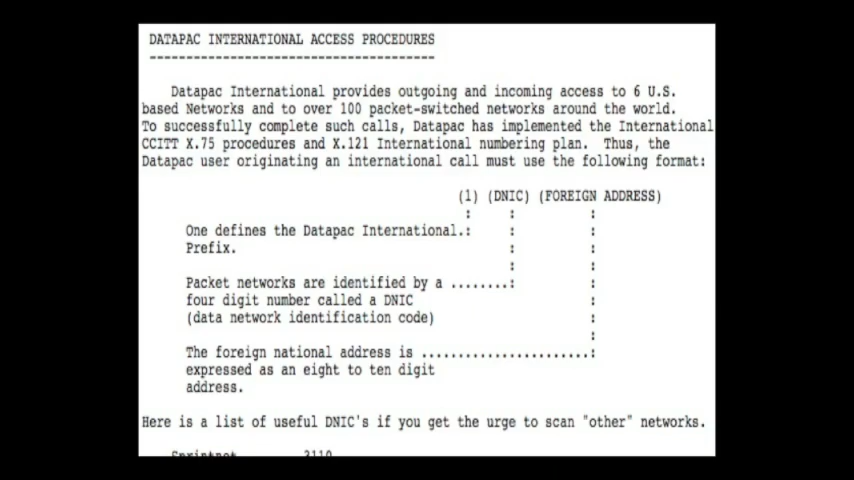 DATAPAC INTERNATIONAL ACCESS PROCEDURES
---------------------------------------
Datapac International provides outgoing and incoming access to 6 U.S.
based Networks and to over 100 packet-switched networks around the world.
To successfully complete such calls, Datapac has implemented the International
CCITT X.75 procedures and X.121 International numbering plan.  Thus, the
Datapac user originating an international call must use the following format:
(1) (DNIC) (FOREIGN ADDRESS)
:     :          :
One defines the Datapac International.:     :          :
Prefix.                                     :          :
:          :
Packet networks are identified by a ........:          :
four digit number called a DNIC                        :
(data network identification code)                     :
:
The foreign national address is .......................:
expressed as an eight to ten digit
address.
Here is a list of useful DNIC's if you get the urge to scan "other" networks.
Sprintnet         3110